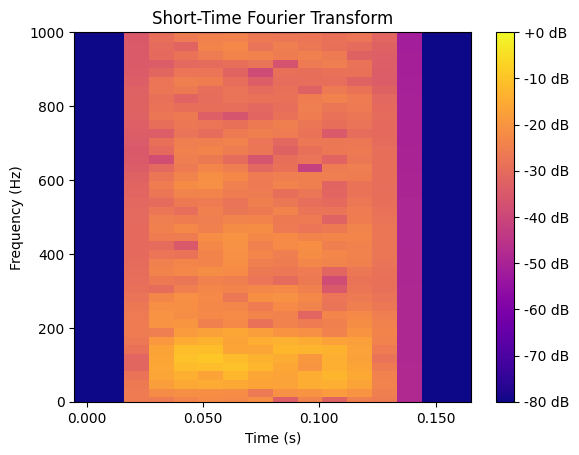 Short-Time Fourier Transform
1000
800
600
400
200
0
Frequency (Hz)
0.000
0.050
0.100
0.150
Time (s)
+0 dB
-10 dB
-20 dB
-30 dB
-40 dB
-50 dB
-60 dB
-70 dB
-80 dB